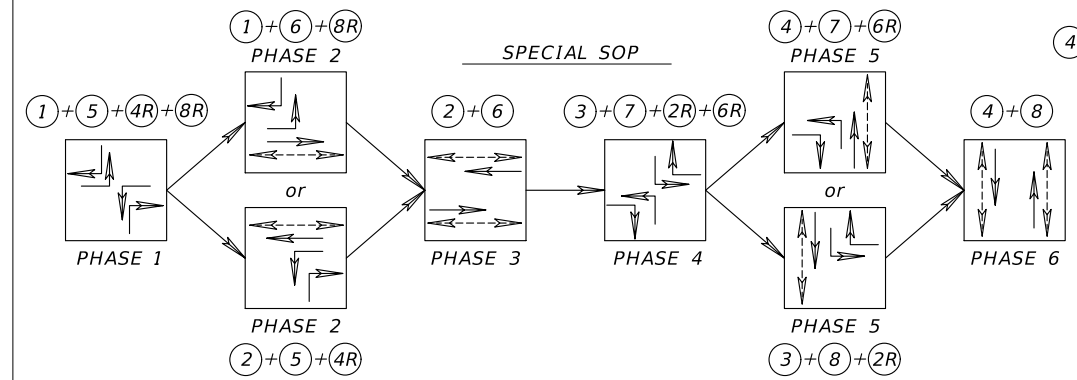 1 + 6 + 8R
PHASE 2
SPECIAL SOP
4 + 7 + 6R
PHASE 5
4
1 + 5 + 4R + 8R
2 + 6
3 + 7 + 2R + 6R
4 + 8
or
or
PHASE 1
PHASE 3
PHASE 4
PHASE 6
PHASE 2
2 + 5 + 4R
PHASE 5
3 + 8 + 2R